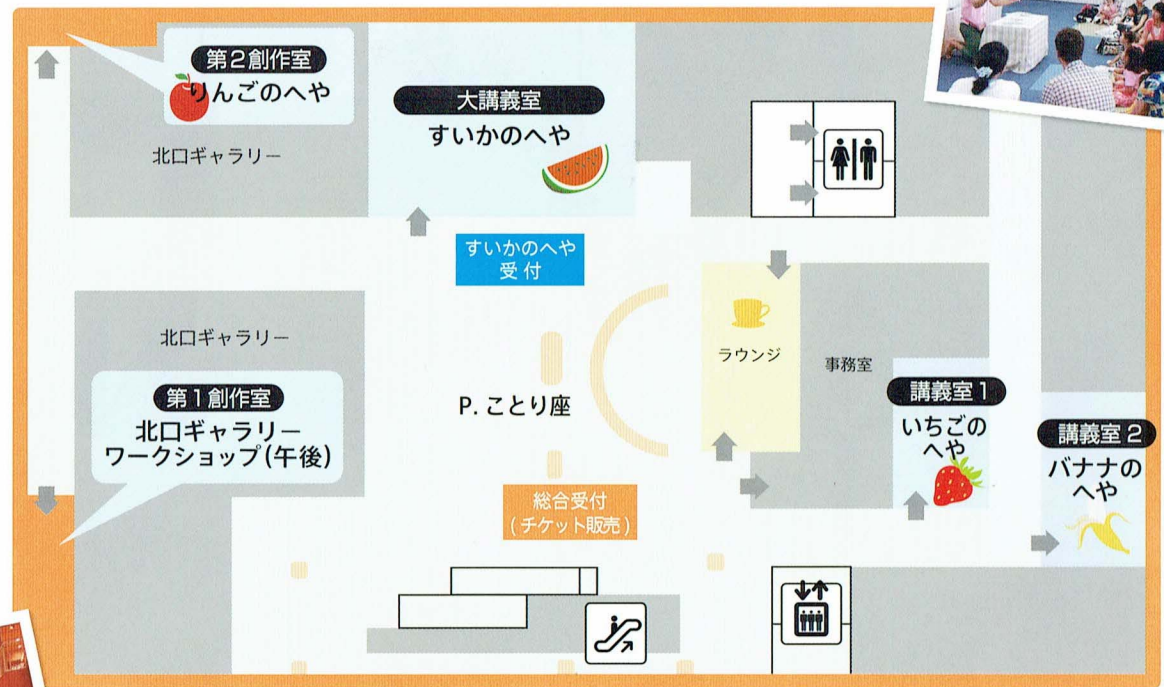 第2創作室
りんごのへや
北口ギャラリー
大講義室
すいかのへや
すいかのへや
受付
北口ギャラリー
第1創作室
北口ギャラリー
ワークショップ(午後)
P. ことり座
総合受付
(チケット販売)
ラウンジ
事務室
講義室1
いちごの
へや
講義室2
バナナの
へや